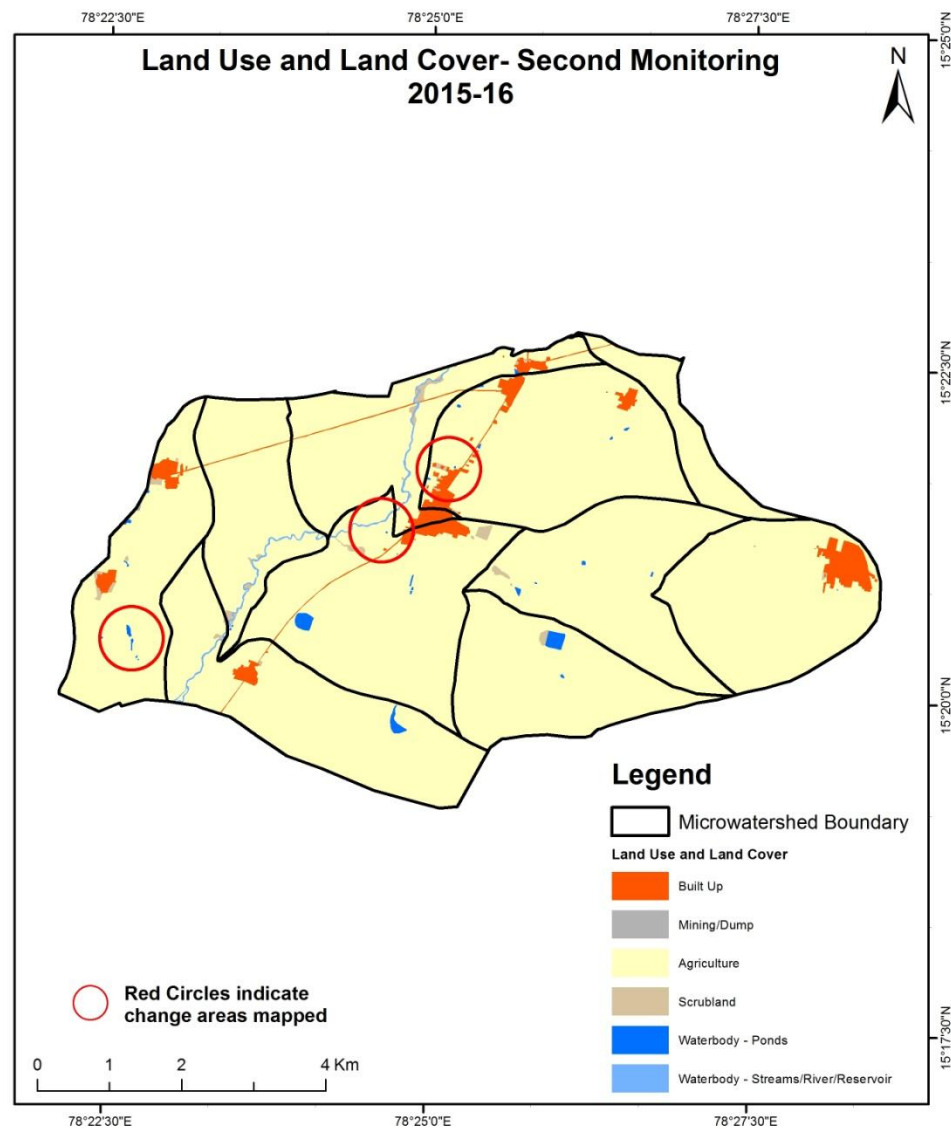 78°22'30"E
78°25'0"E
78°27'30"E
Land Use and Land Cover- Second Monitoring
2015-16
N
15°25'0"N
15°22'30"N
15°20'0"N
15°17'30"N
Legend
Microwatershed Boundary
Land Use and Land Cover
Built Up
Mining/Dump
Agriculture
Scrubland
Waterbody - Ponds
Waterbody - Streams/River/Reservoir
Red Circles indicate
change areas mapped
0 1 2 4 Km
78°22'30"E
78°25'0"E
78°27'30"E